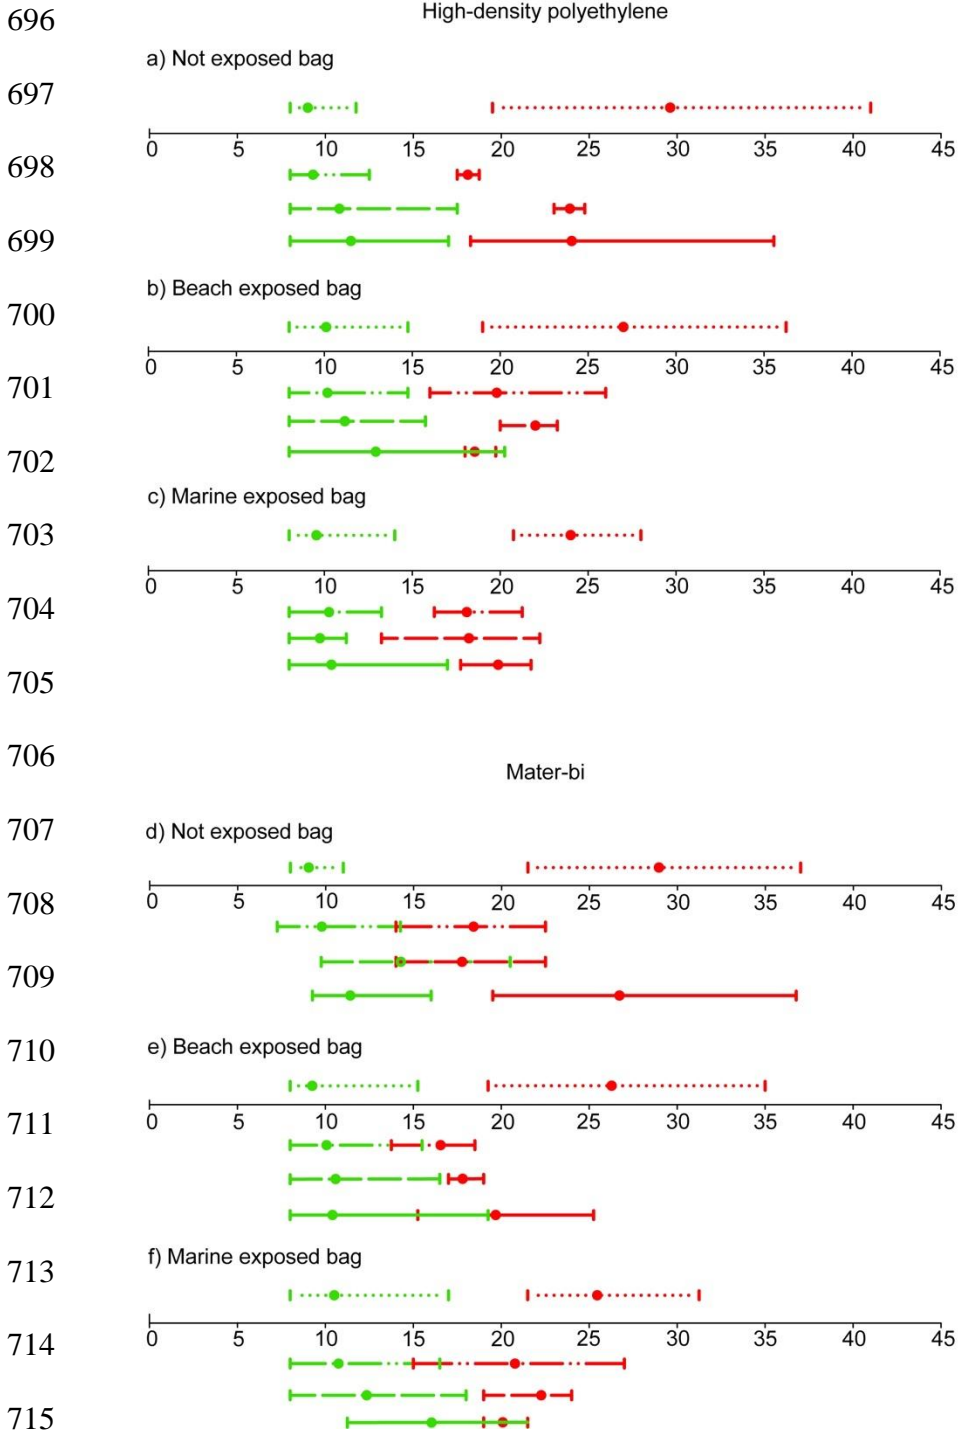 696
High-density polyethylene
a) Not exposed bag
697
0 5 10 15 20 25 30 35 40 45
698
699
b) Beach exposed bag
700
0 5 10 15 20 25 30 35 40 45
701
702
c) Marine exposed bag
703
0 5 10 15 20 25 30 35 40 45
704
705
706
Mater-bi
707
d) Not exposed bag
0 5 10 15 20 25 30 35 40 45
708
709
710
e) Beach exposed bag
0 5 10 15 20 25 30 35 40 45
711
712
713
f) Marine exposed bag
0 5 10 15 20 25 30 35 40 45
714
715